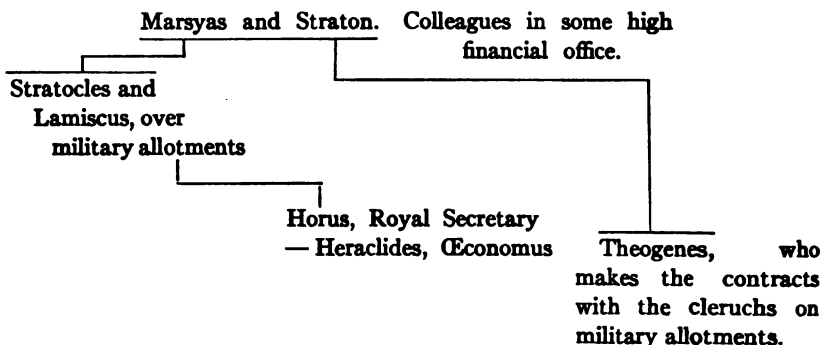 Marsyas and Straton. Colleagues in some high
financial office.
Stratocles and
Lamiscus, over
military allotments
Horus, Royal Secretary
— Heraclides, Œconomus
Theogenes, who
makes the contracts
with the cleruchs on
military allotments.